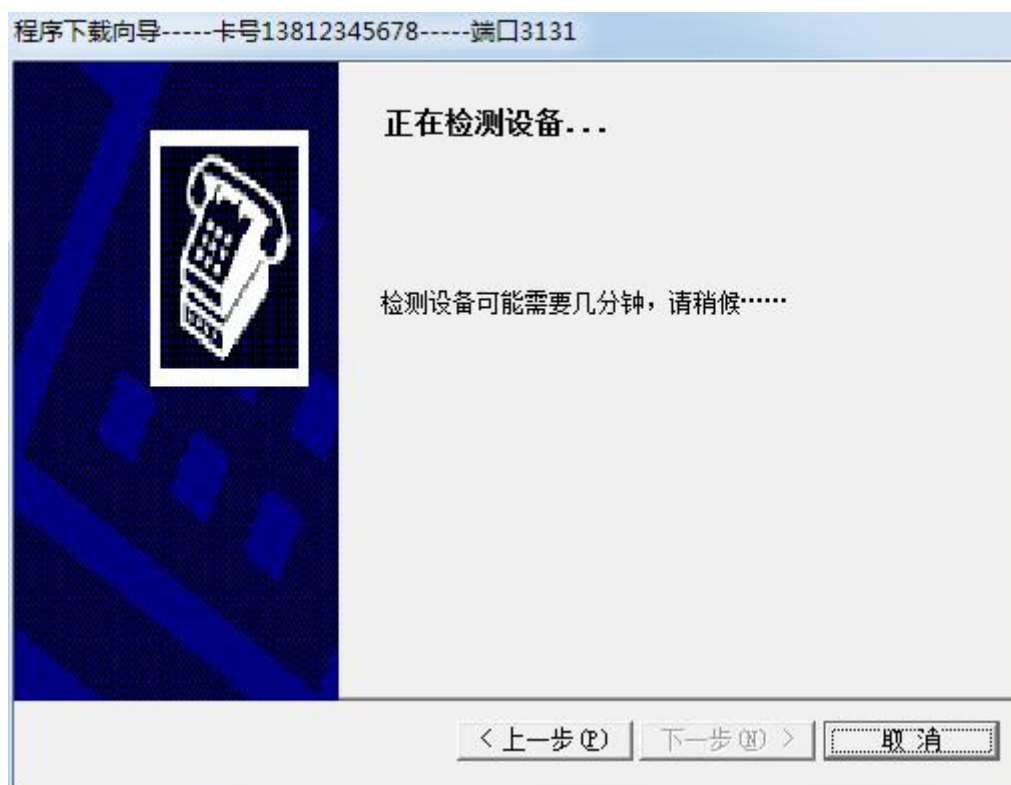 程序下载向导-----卡号13812345678-----端口3131
正在检测设备...
检测设备可能需要几分钟，请稍候……
< 上一步(P)
下一步(N) >
取消